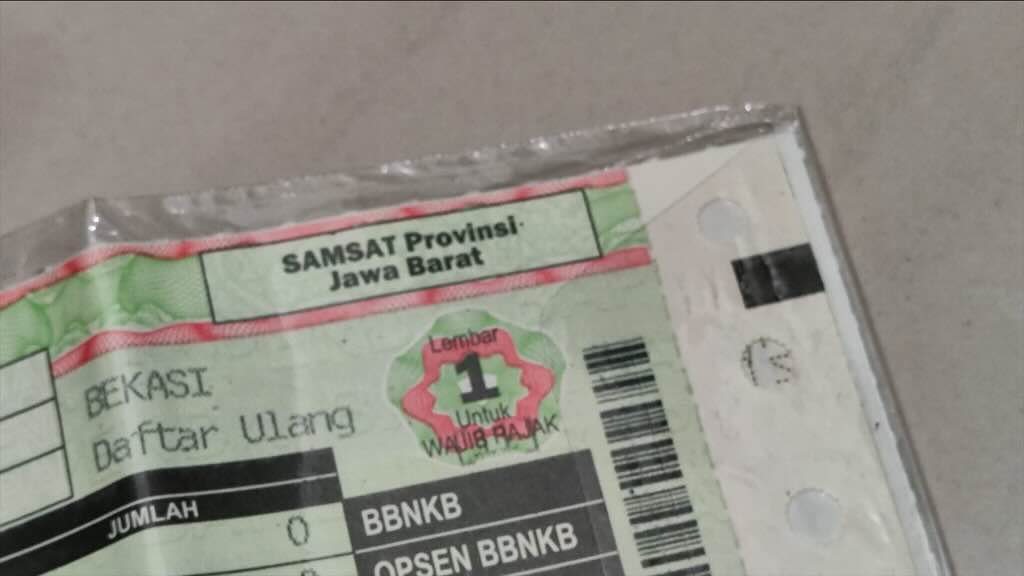 SAMSAT Provinsi
Jawa Barat
Lembar
1
Untuk
WAJIB PAJAK
BEKASI
Daftar Ulang
JUMLAH
0
BBNKB
OPSEN BBNKB